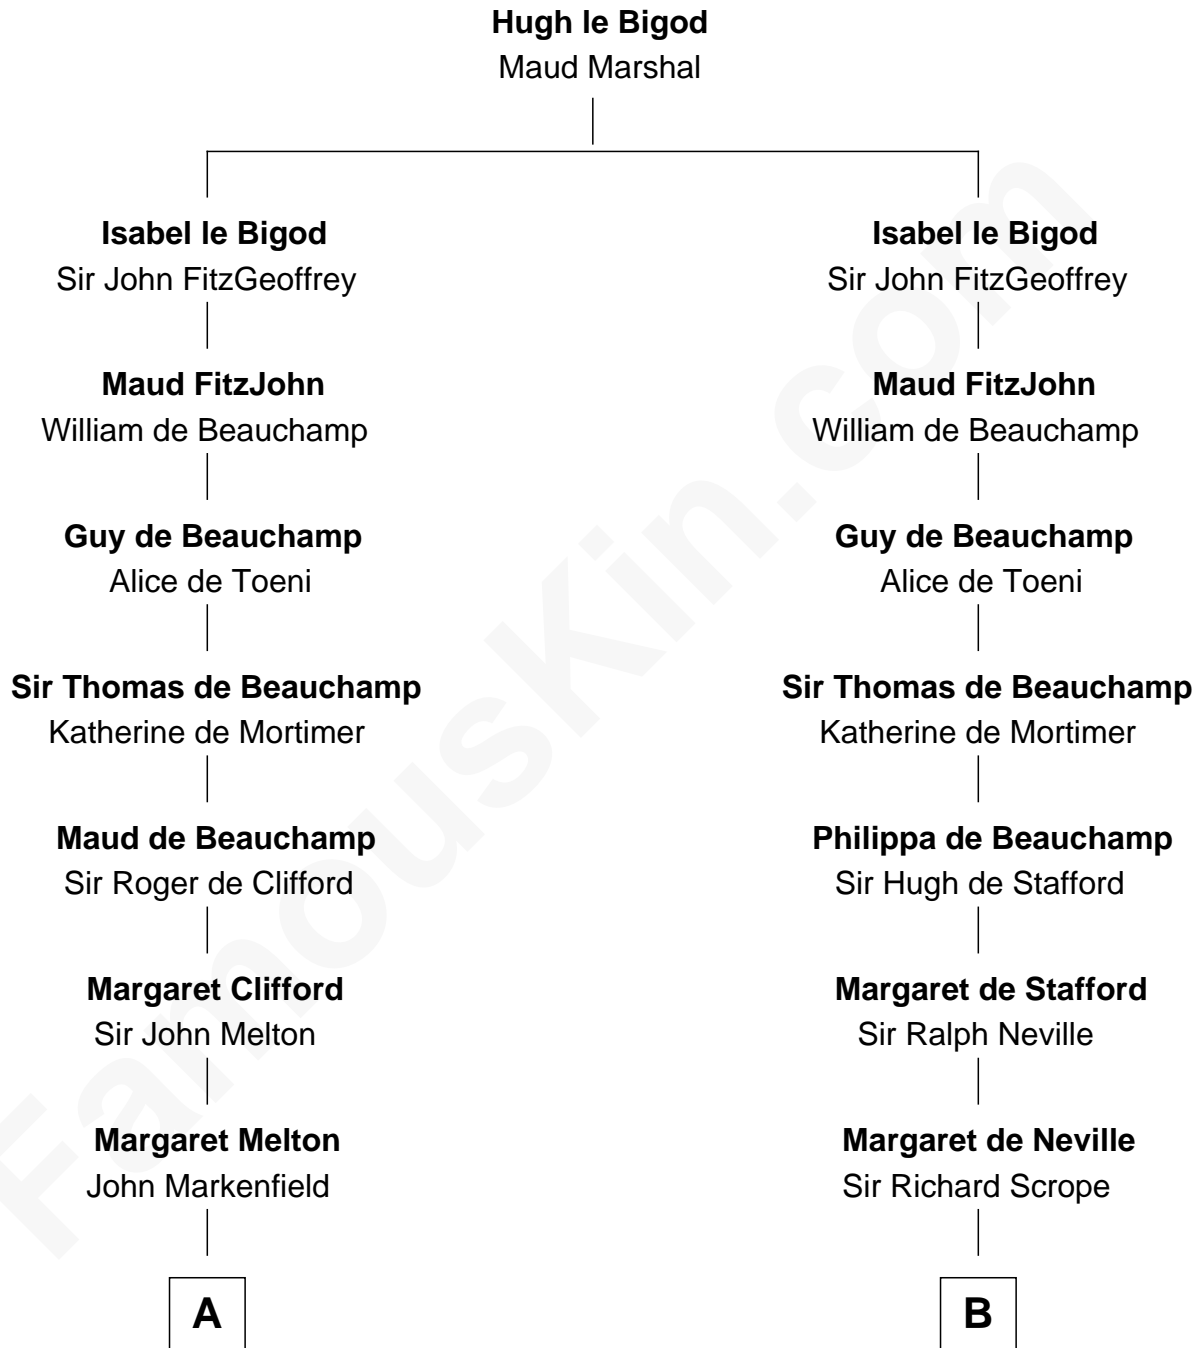 Hugh le Bigod
Maud Marshal
Isabel le Bigod
Sir John FitzGeoffrey
Maud FitzJohn
William de Beauchamp
Guy de Beauchamp
Alice de Toeni
Sir Thomas de Beauchamp
Katherine de Mortimer
Maud de Beauchamp
Sir Roger de Clifford
Margaret Clifford
Sir John Melton
Margaret Melton
John Markenfield
A
Isabel le Bigod
Sir John FitzGeoffrey
Maud FitzJohn
William de Beauchamp
Guy de Beauchamp
Alice de Toeni
Sir Thomas de Beauchamp
Katherine de Mortimer
Philippa de Beauchamp
Sir Hugh de Stafford
Margaret de Stafford
Sir Ralph Neville
Margaret de Neville
Sir Richard Scrope
B
FamousKin.com